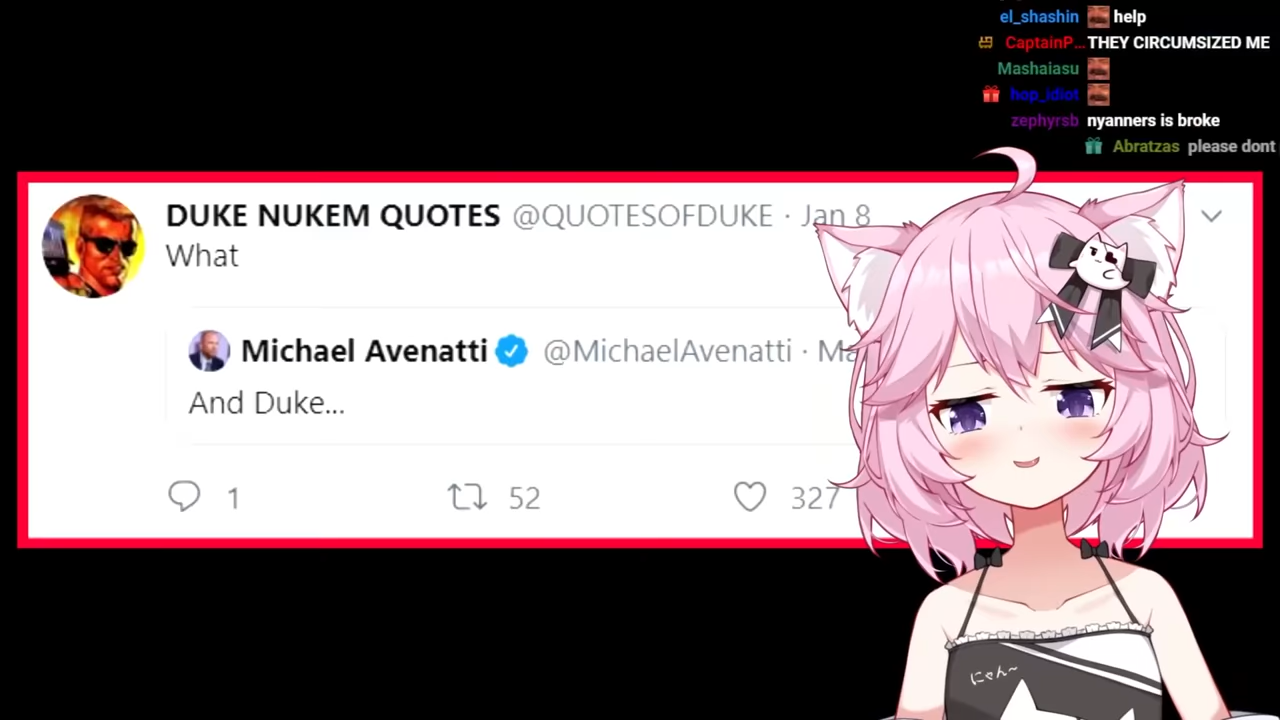 el_shashin help
CaptainP... THEY CIRCUMSIZED ME
Mashaiasu
hop_idiot
zephyrsb nyanners is broke
Abratzas please dont
DUKE NUKEM QUOTES @QUOTESOFDUKE · Jan 8
What
Michael Avenatti @MichaelAvenatti · Ma
And Duke...
1 52 327
にゃん~